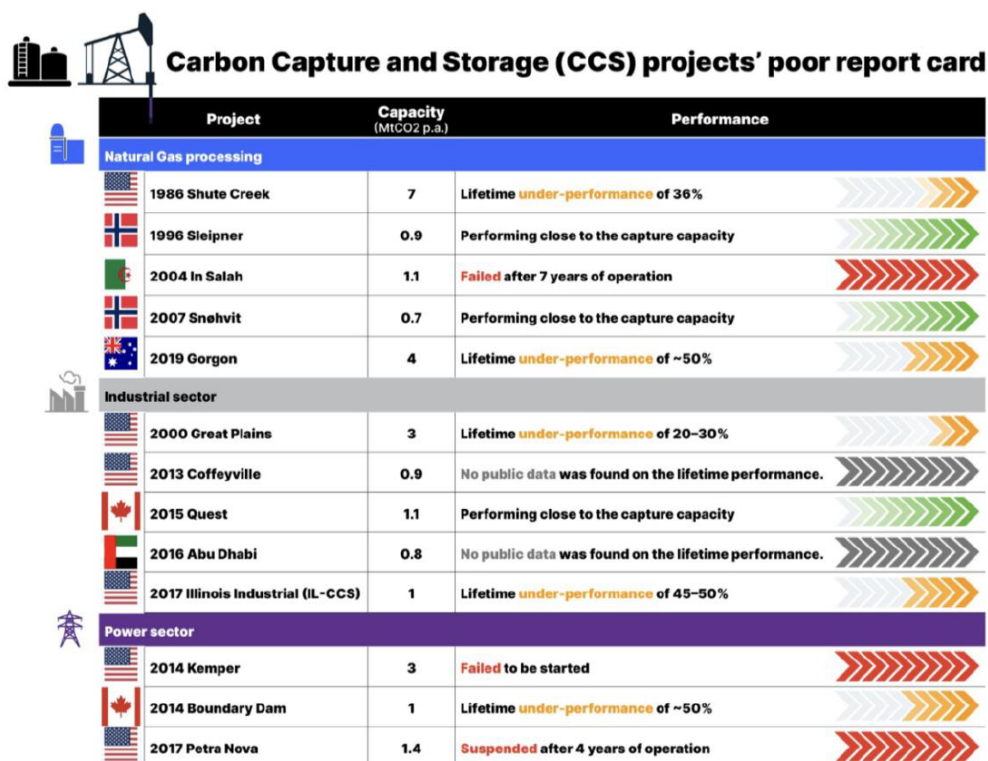 Carbon Capture and Storage (CCS) projects' poor report card
Project Capacity (MtCO2 p.a.) Performance
Natural Gas processing
1986 Shute Creek 7 Lifetime under-performance of 36%
1996 Sleipner 0.9 Performing close to the capture capacity
2004 In Salah 1.1 Failed after 7 years of operation
2007 Snøhvit 0.7 Performing close to the capture capacity
2019 Gorgon 4 Lifetime under-performance of ~50%
Industrial sector
2000 Great Plains 3 Lifetime under-performance of 20–30%
2013 Coffeyville 0.9 No public data was found on the lifetime performance.
2015 Quest 1.1 Performing close to the capture capacity
2016 Abu Dhabi 0.8 No public data was found on the lifetime performance.
2017 Illinois Industrial (IL-CCS) 1 Lifetime under-performance of 45–50%
Power sector
2014 Kemper 3 Failed to be started
2014 Boundary Dam 1 Lifetime under-performance of ~50%
2017 Petra Nova 1.4 Suspended after 4 years of operation